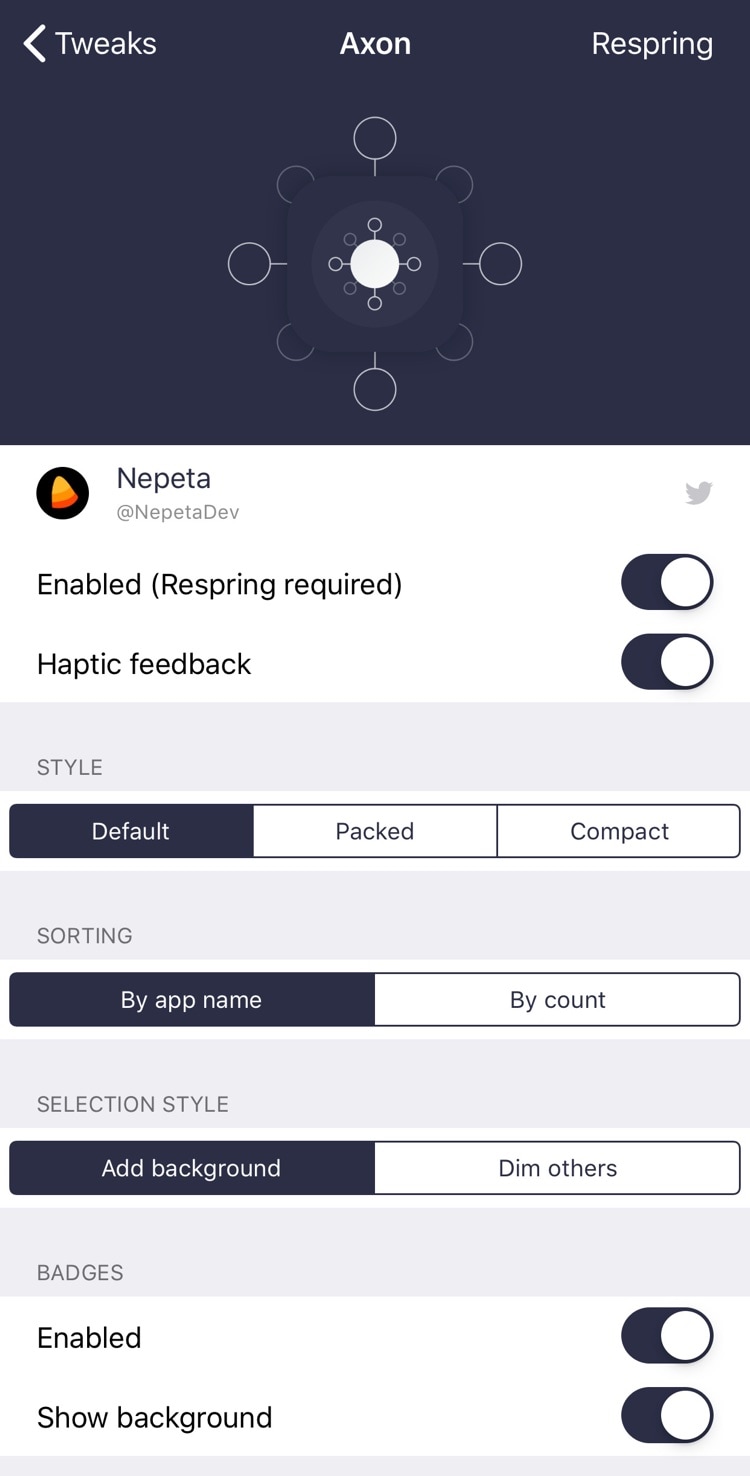 Tweaks
Axon
Respring
Nepeta
@NepetaDev
Enabled (Respring required)
Haptic feedback
STYLE
Default
Packed
Compact
SORTING
By app name
By count
SELECTION STYLE
Add background
Dim others
BADGES
Enabled
Show background